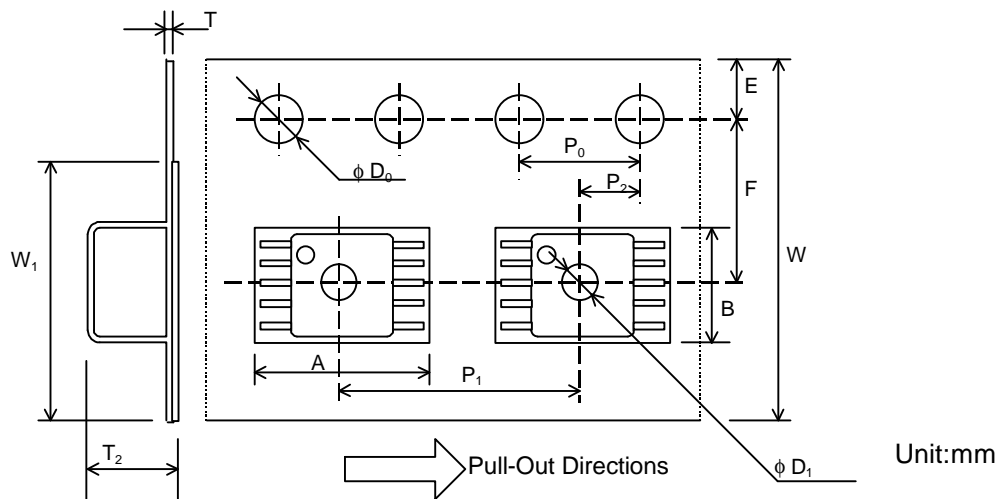 T
E
P₀
φ D₀
P₂
F
W₁
W
B
A
P₁
T₂
Pull-Out Directions
φ D₁
Unit:mm